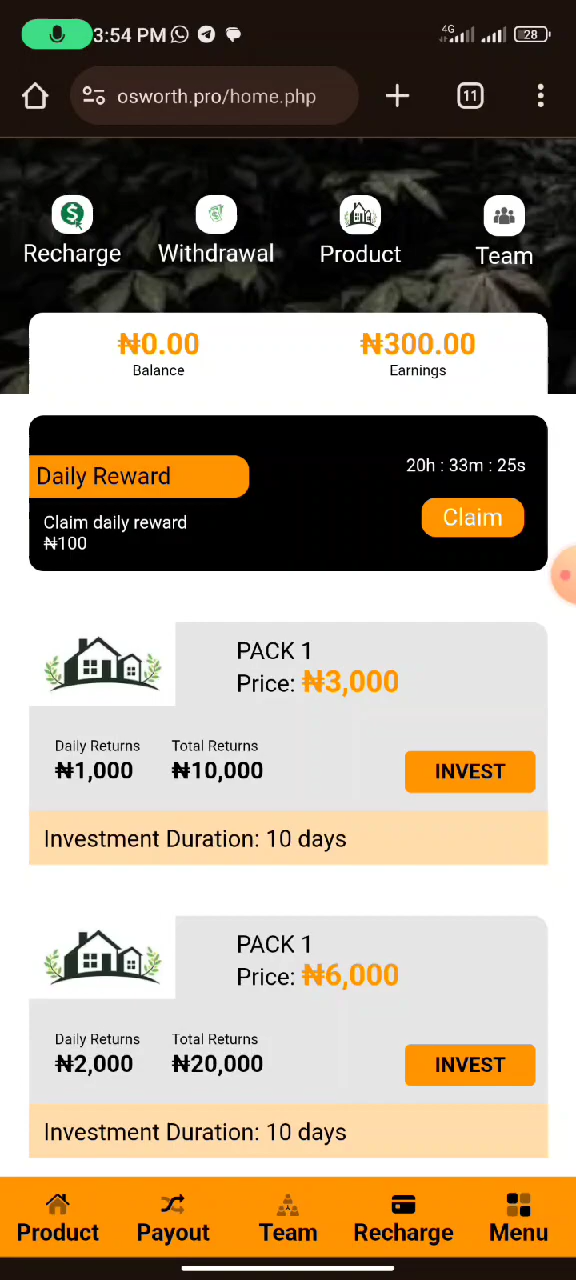 3:54 PM
4G
28
osworth.pro/home.php
11
Recharge
Withdrawal
Product
Team
₦0.00
Balance
₦300.00
Earnings
Daily Reward
20h : 33m : 25s
Claim daily reward
₦100
Claim
PACK 1
Price: ₦3,000
Daily Returns
Total Returns
₦1,000
₦10,000
INVEST
Investment Duration: 10 days
PACK 1
Price: ₦6,000
Daily Returns
Total Returns
₦2,000
₦20,000
INVEST
Investment Duration: 10 days
Product
Payout
Team
Recharge
Menu